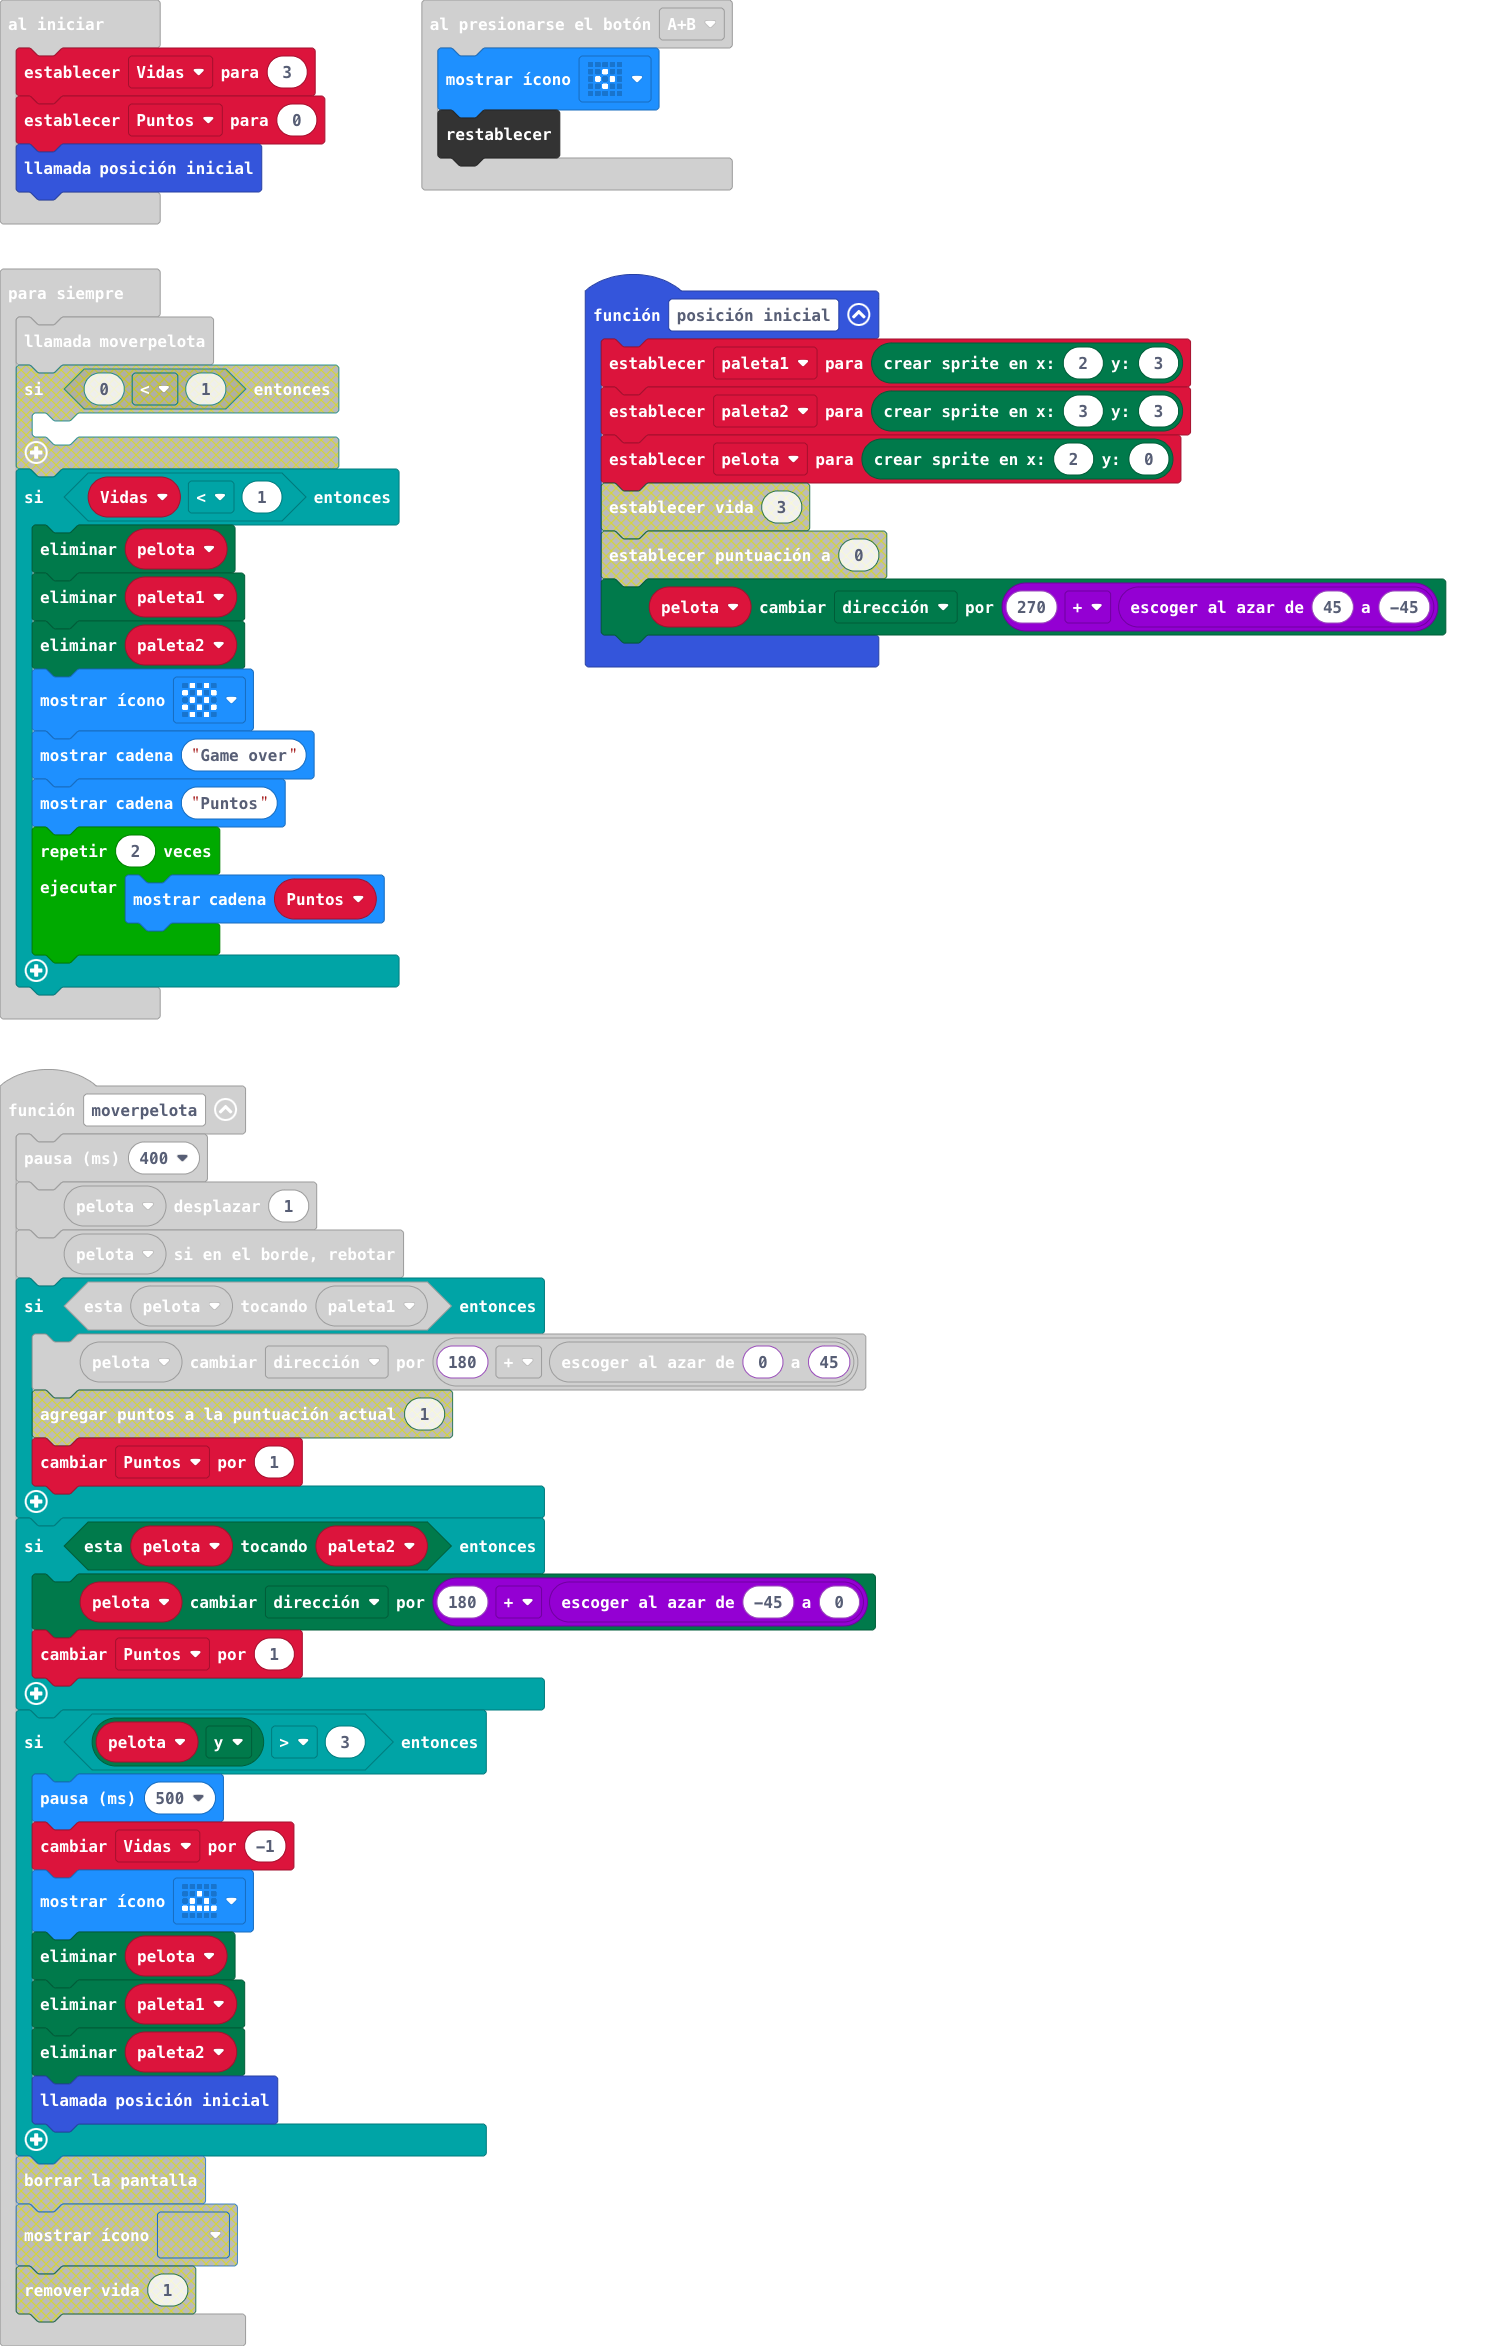 al iniciar
establecer Vidas para 3
establecer Puntos para 0
llamada posición inicial
al presionarse el botón A+B
mostrar ícono
restablecer
para siempre
llamada moverpelota
si 0 < 1 entonces
si Vidas < 1 entonces
eliminar pelota
eliminar paleta1
eliminar paleta2
mostrar ícono
mostrar cadena "Game over"
mostrar cadena "Puntos"
repetir 2 veces
ejecutar mostrar cadena Puntos
función posición inicial
establecer paleta1 para crear sprite en x: 2 y: 3
establecer paleta2 para crear sprite en x: 3 y: 3
establecer pelota para crear sprite en x: 2 y: 0
establecer vida 3
establecer puntuación a 0
pelota cambiar dirección por 270 + escoger al azar de 45 a -45
función moverpelota
pausa (ms) 400
pelota desplazar 1
pelota si en el borde, rebotar
si esta pelota tocando paleta1 entonces
pelota cambiar dirección por 180 + escoger al azar de 0 a 45
agregar puntos a la puntuación actual 1
cambiar Puntos por 1
si esta pelota tocando paleta2 entonces
pelota cambiar dirección por 180 + escoger al azar de -45 a 0
cambiar Puntos por 1
si pelota y > 3 entonces
pausa (ms) 500
cambiar Vidas por -1
mostrar ícono
eliminar pelota
eliminar paleta1
eliminar paleta2
llamada posición inicial
borrar la pantalla
mostrar ícono
remover vida 1